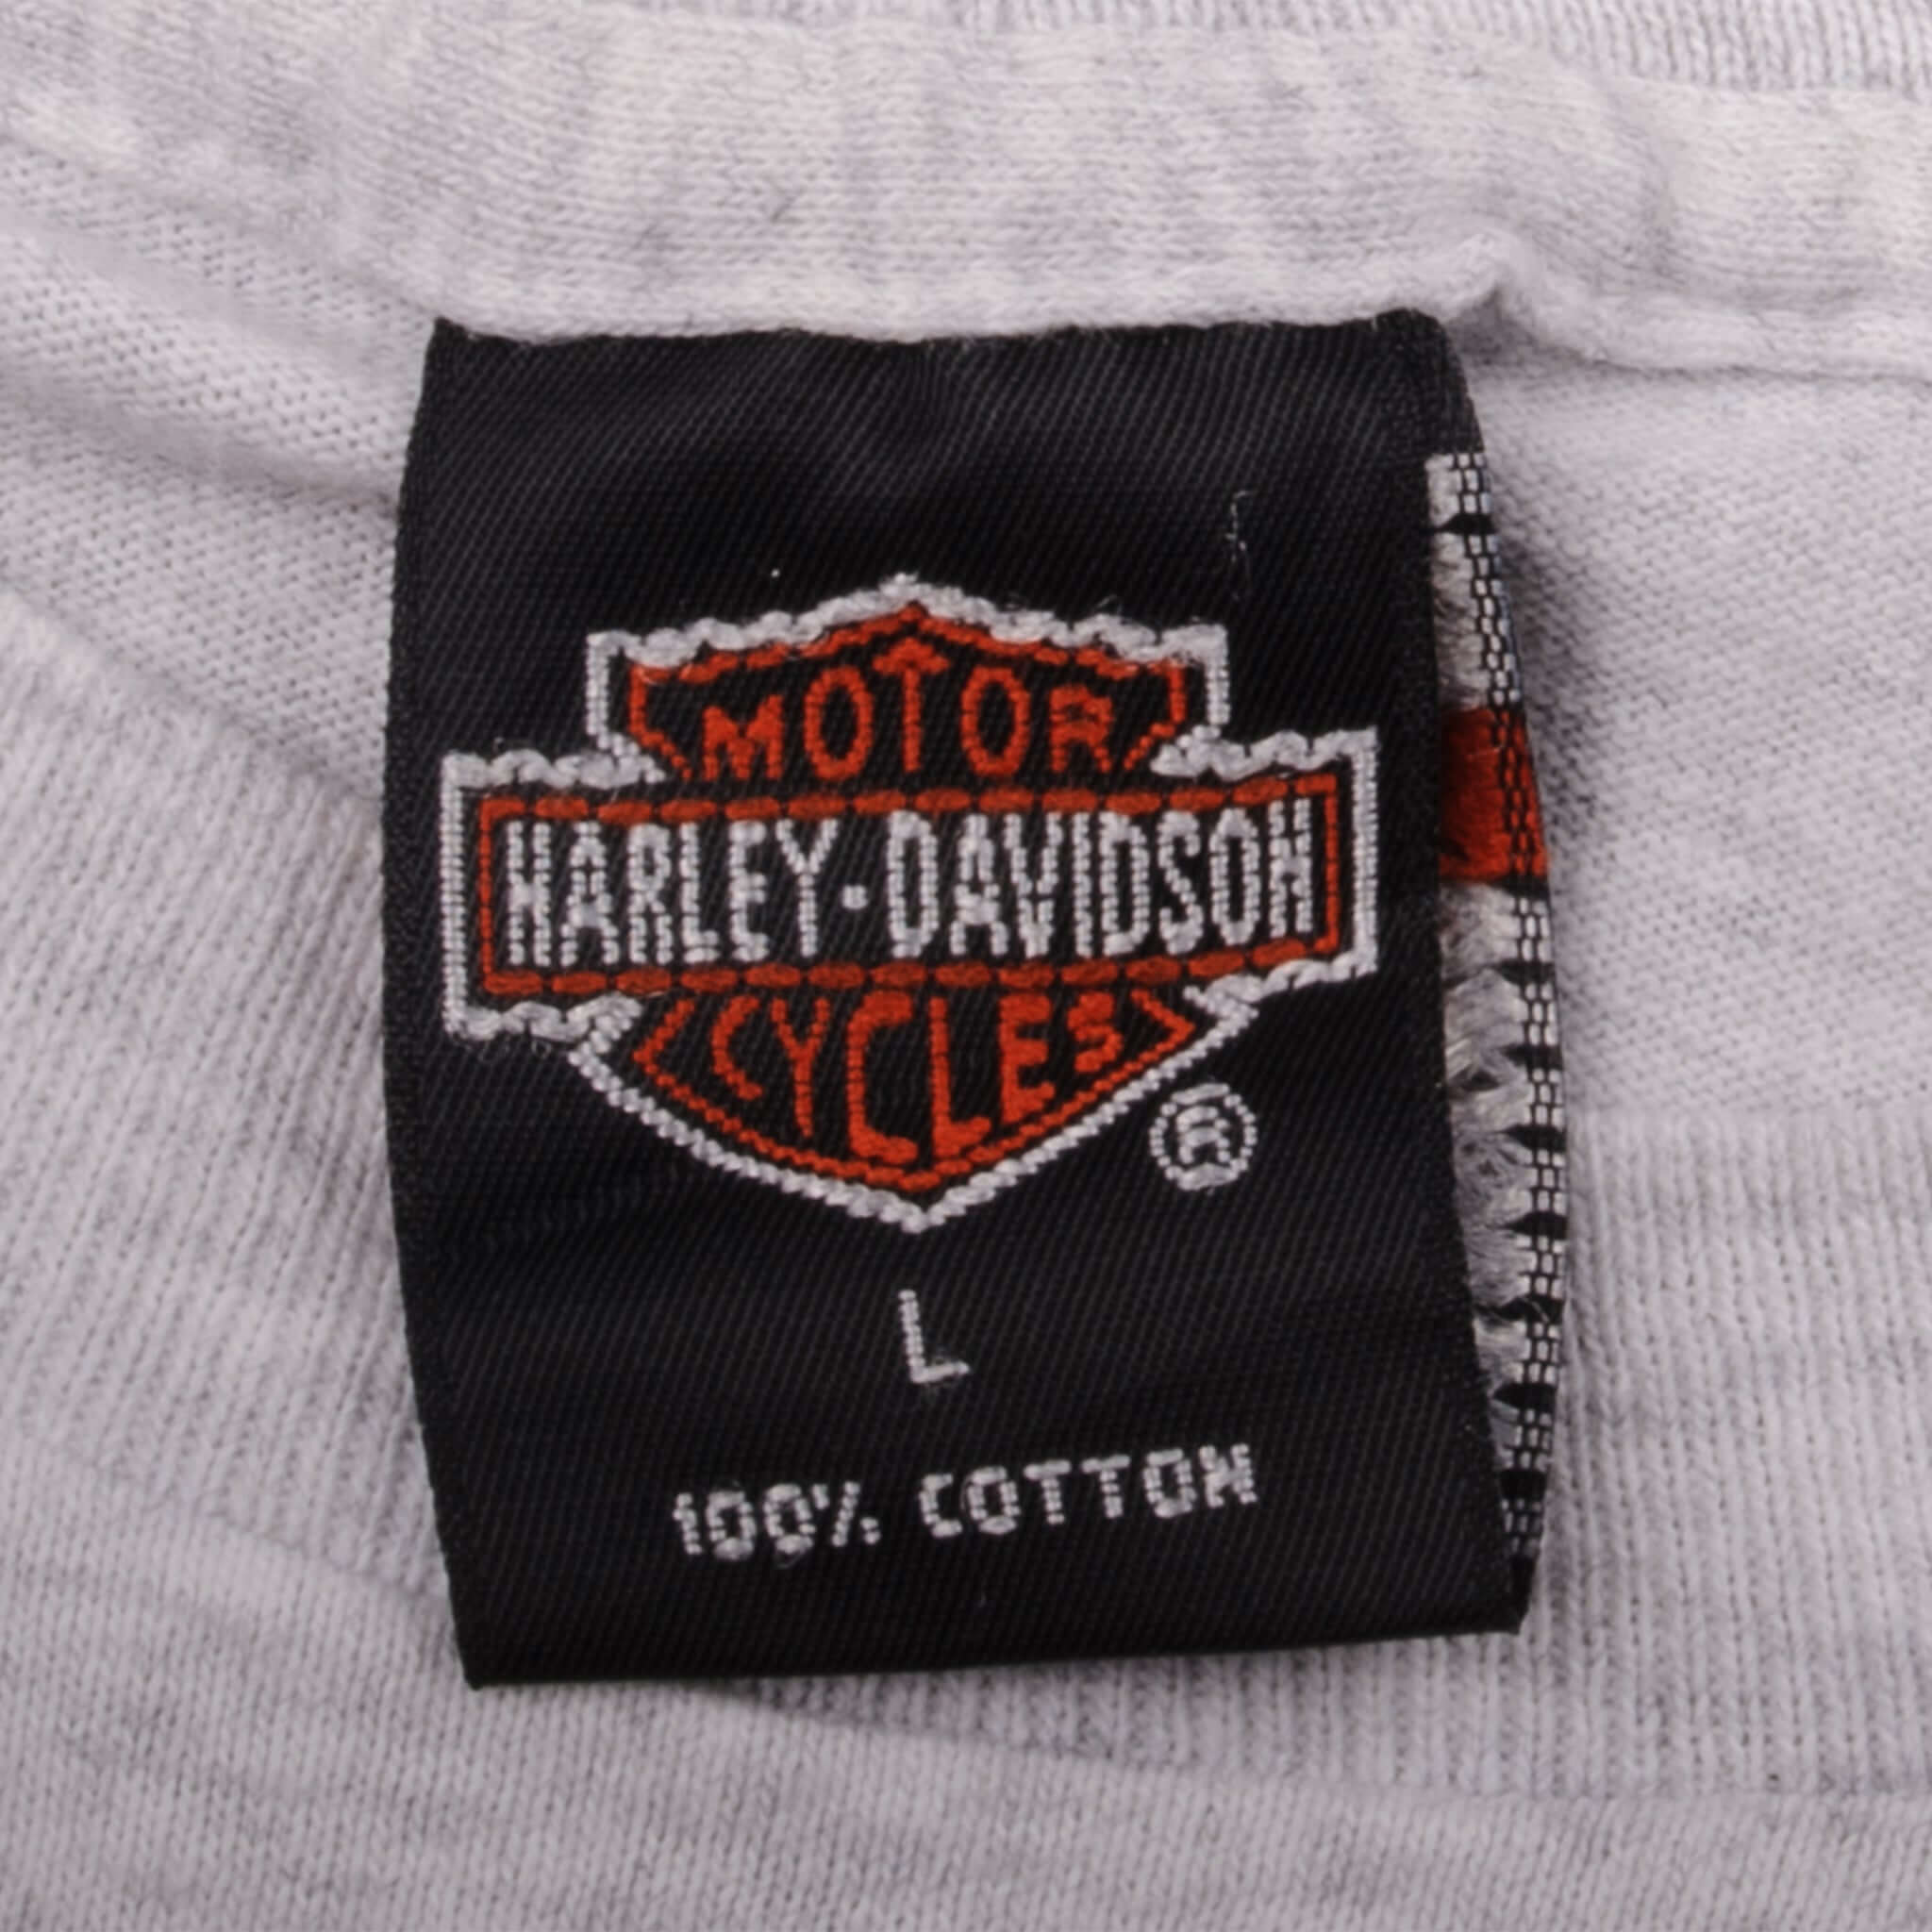 MOTOR
HARLEY-DAVIDSON
CYCLES
®
L
100% COTTON